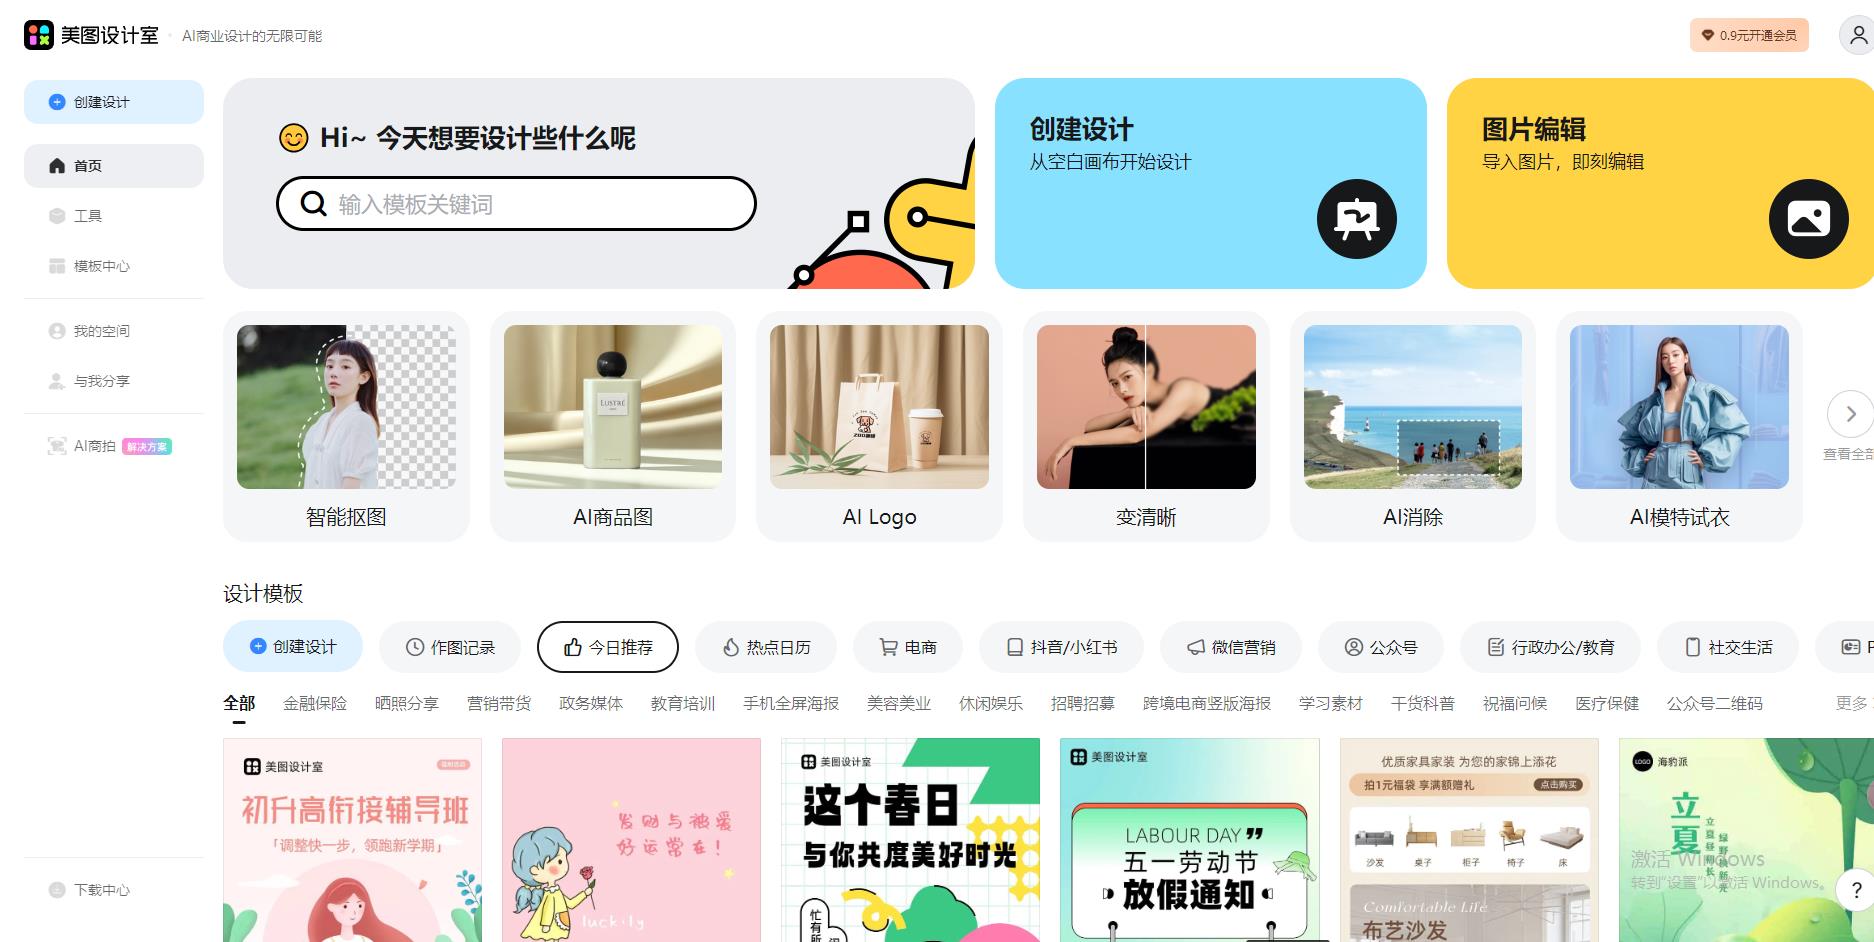 美图设计室
AI商业设计的无限可能
0.9元开通会员
创建设计
首页
工具
模板中心
我的空间
与我分享
AI商拍 解决方案
下载中心
Hi~ 今天想要设计些什么呢
输入模板关键词
创建设计
从空白画布开始设计
图片编辑
导入图片，即刻编辑
LUSTRÉ
智能抠图
AI商品图
AI Logo
变清晰
AI消除
AI模特试衣
查看全部
设计模板
创建设计
作图记录
今日推荐
热点日历
电商
抖音/小红书
微信营销
公众号
行政办公/教育
社交生活
P
全部
金融保险
晒照分享
营销带货
政务媒体
教育培训
手机全屏海报
美容美业
休闲娱乐
招聘招募
跨境电商竖版海报
学习素材
干货科普
祝福问候
医疗保健
公众号二维码
更多
美图设计室
初升高衔接辅导班
「调整快一步，领跑新学期」
发财与被爱
好运常在！
luckily
美图设计室
这个春日
与你共度美好时光
忙有所
美图设计室
LABOUR DAY
五一劳动节
放假通知
优质家具家装 为您的家锦上添花
拍1元福袋 享满额赠礼
点击购买
沙发
桌子
柜子
椅子
床
Comfortable Life
布艺沙发
LOGO
海豹派
立夏
立夏昼初长
绿野换新光
激活 Windows
转到"设置"以激活 Windows。
?